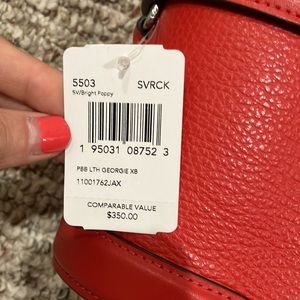 5503 SVRCK
SV/Bright Poppy
1 95031 08752 3
PBB LTH GEORGIE XB
11001762JAX
COMPARABLE VALUE
$350.00